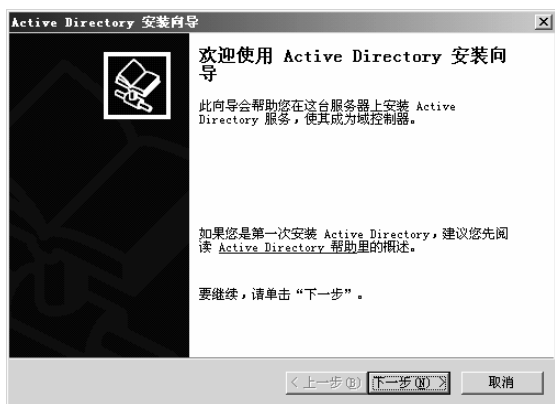 Active Directory 安装向导
欢迎使用 Active Directory 安装向
导
此向导会帮助您在这台服务器上安装 Active
Directory 服务，使其成为域控制器。
如果您是第一次安装 Active Directory，建议您先阅
读 Active Directory 帮助里的概述。
要继续，请单击“下一步”。
< 上一步(B) 下一步(N) > 取消